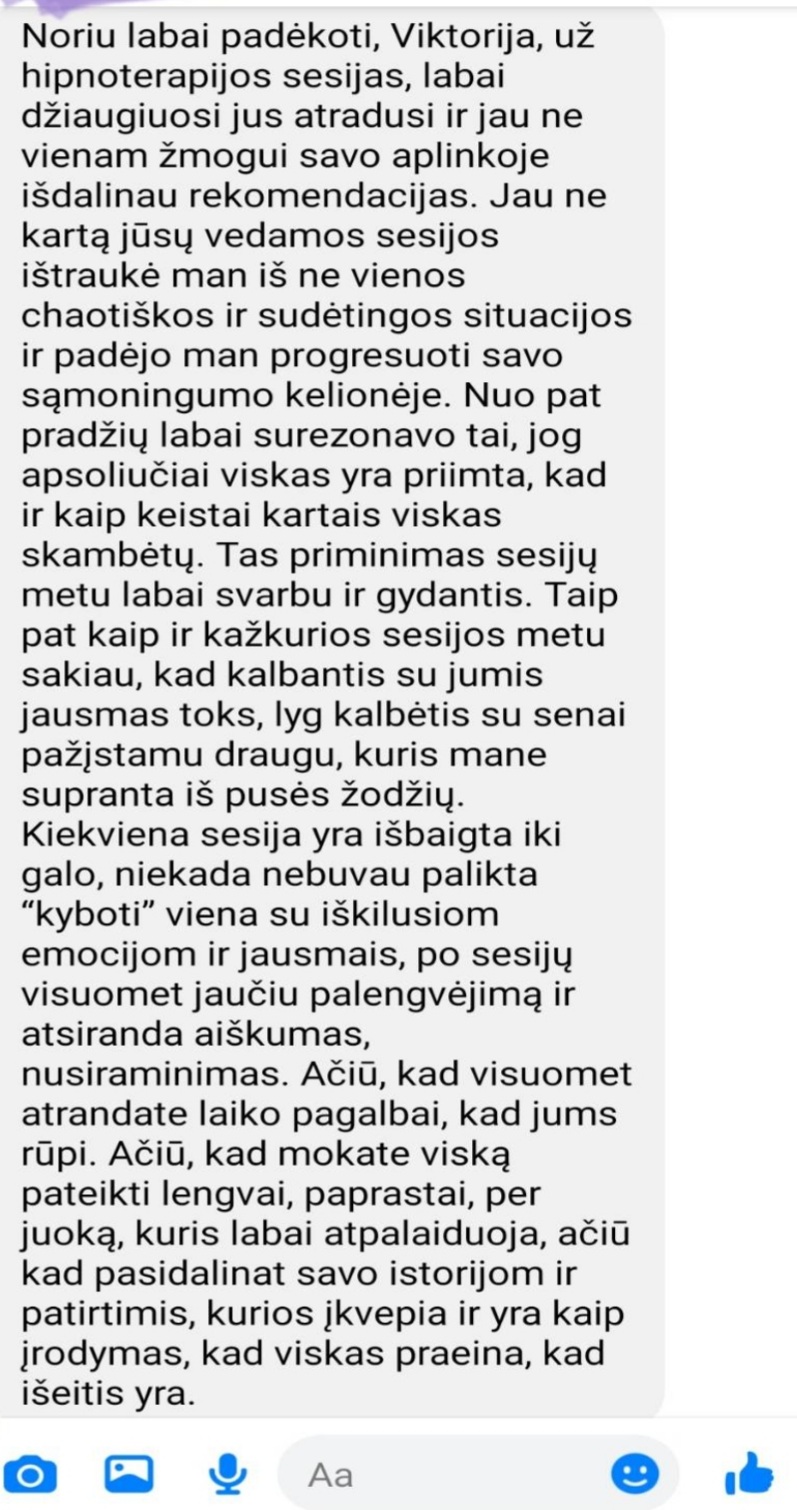 Noriu labai padėkoti, Viktorija, už
hipnoterapijos sesijas, labai
džiaugiuosi jus atradusi ir jau ne
vienam žmogui savo aplinkoje
išdalinau rekomendacijas. Jau ne
kartą jūsų vedamos sesijos
ištraukė man iš ne vienos
chaotiškos ir sudėtingos situacijos
ir padėjo man progresuoti savo
sąmoningumo kelionėje. Nuo pat
pradžių labai surezonavo tai, jog
apsoliučiai viskas yra priimta, kad
ir kaip keistai kartais viskas
skambėtų. Tas priminimas sesijų
metu labai svarbu ir gydantis. Taip
pat kaip ir kažkurios sesijos metu
sakiau, kad kalbantis su jumis
jausmas toks, lyg kalbėtis su senai
pažįstamu draugu, kuris mane
supranta iš pusės žodžių.
Kiekviena sesija yra išbaigta iki
galo, niekada nebuvau palikta
“kyboti” viena su iškilusiom
emocijom ir jausmais, po sesijų
visuomet jaučiu palengvėjimą ir
atsiranda aiškumas,
nusiraminimas. Ačiū, kad visuomet
atrandate laiko pagalbai, kad jums
rūpi. Ačiū, kad mokate viską
pateikti lengvai, paprastai, per
juoką, kuris labai atpalaiduoja, ačiū
kad pasidalinat savo istorijom ir
patirtimis, kurios įkvepia ir yra kaip
įrodymas, kad viskas praeina, kad
išeitis yra.
Aa